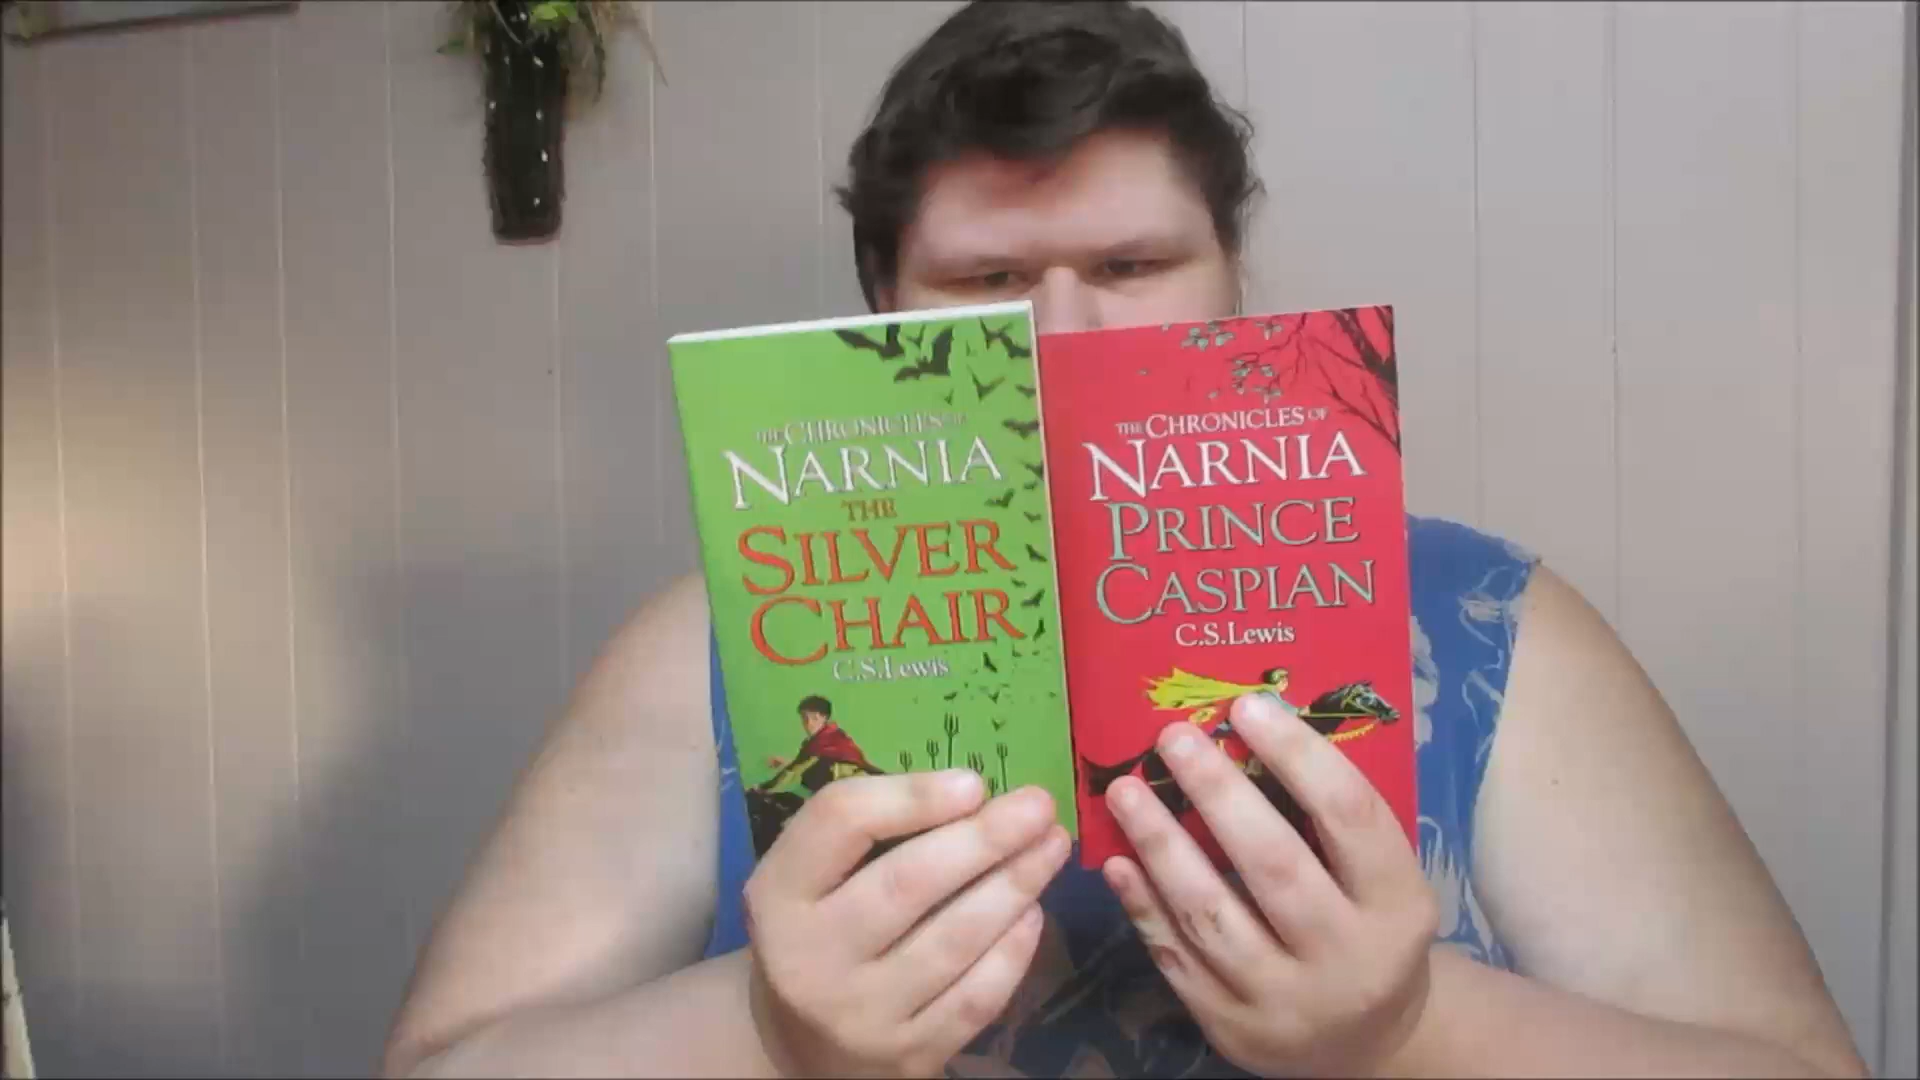 THE CHRONICLES OF
NARNIA
THE
SILVER
CHAIR
C.S.Lewis
THE CHRONICLES OF
NARNIA
PRINCE
CASPIAN
C.S.Lewis